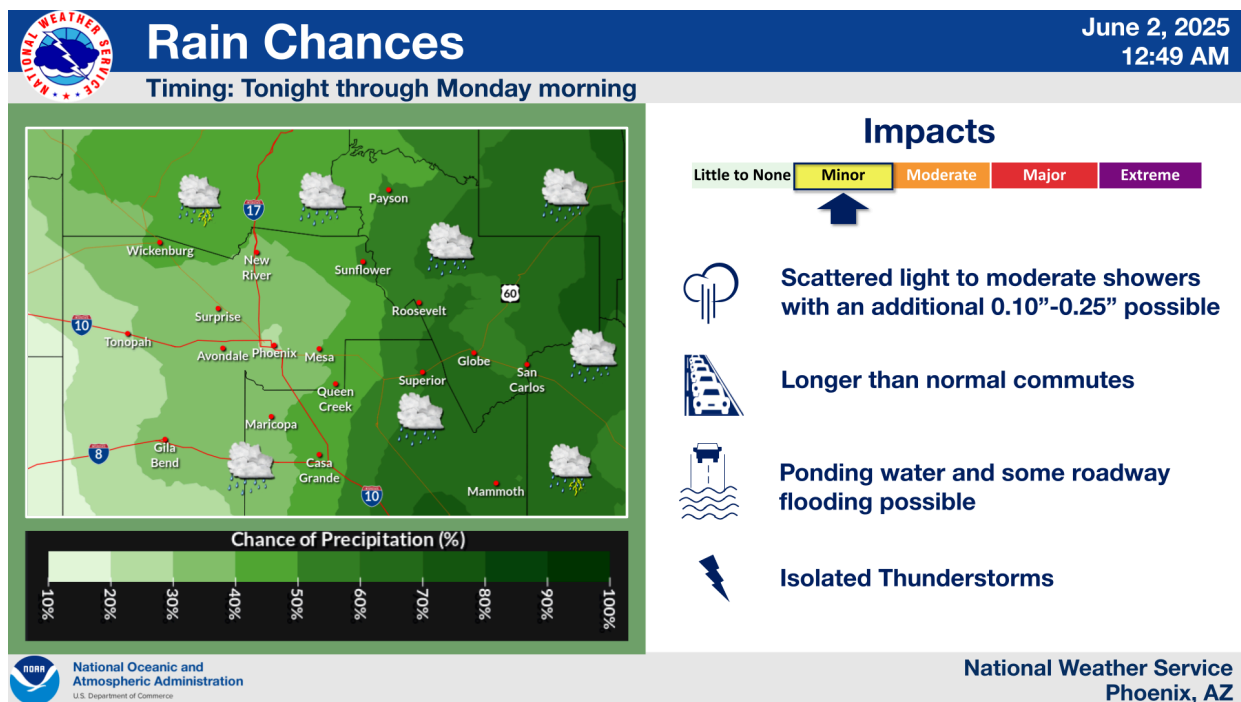 NATIONAL WEATHER SERVICE
Rain Chances
June 2, 2025
12:49 AM
Timing: Tonight through Monday morning
17
Payson
Wickenburg
New
River
Sunflower
60
Roosevelt
Surprise
10
Tonopah
Avondale
Phoenix
Mesa
Globe
San
Carlos
Superior
Queen
Creek
Maricopa
Gila
Bend
8
Casa
Grande
10
Mammoth
Chance of Precipitation (%)
10%
20%
30%
40%
50%
60%
70%
80%
90%
100%
Impacts
Little to None
Minor
Moderate
Major
Extreme
Scattered light to moderate showers
with an additional 0.10”-0.25” possible
Longer than normal commutes
Ponding water and some roadway
flooding possible
Isolated Thunderstorms
NOAA
National Oceanic and
Atmospheric Administration
U.S. Department of Commerce
National Weather Service
Phoenix, AZ